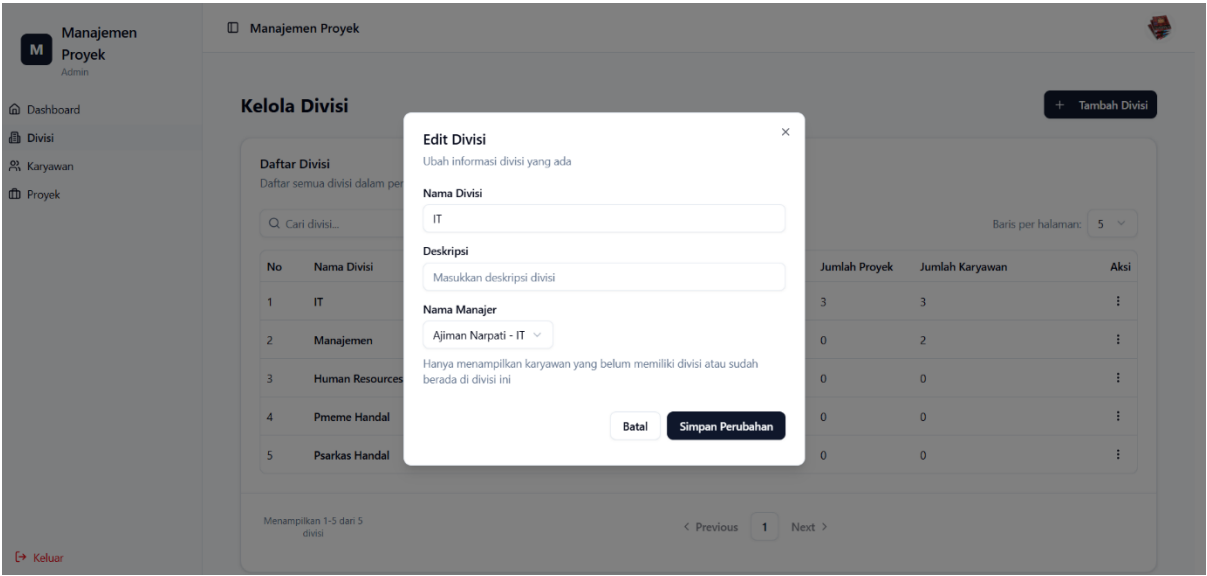 M
Manajemen
Proyek
Admin
Dashboard
Divisi
Karyawan
Proyek
Keluar
Manajemen Proyek
Kelola Divisi
+ Tambah Divisi
Daftar Divisi
Daftar semua divisi dalam per
Cari divisi...
Baris per halaman: 5
No Nama Divisi Jumlah Proyek Jumlah Karyawan Aksi
1 IT 3 3
2 Manajemen 0 2
3 Human Resources 0 0
4 Pmeme Handal 0 0
5 Psarkas Handal 0 0
Menampilkan 1-5 dari 5
divisi
< Previous 1 Next >
Edit Divisi
Ubah informasi divisi yang ada
Nama Divisi
IT
Deskripsi
Masukkan deskripsi divisi
Nama Manajer
Ajiman Narpati - IT
Hanya menampilkan karyawan yang belum memiliki divisi atau sudah
berada di divisi ini
Batal Simpan Perubahan